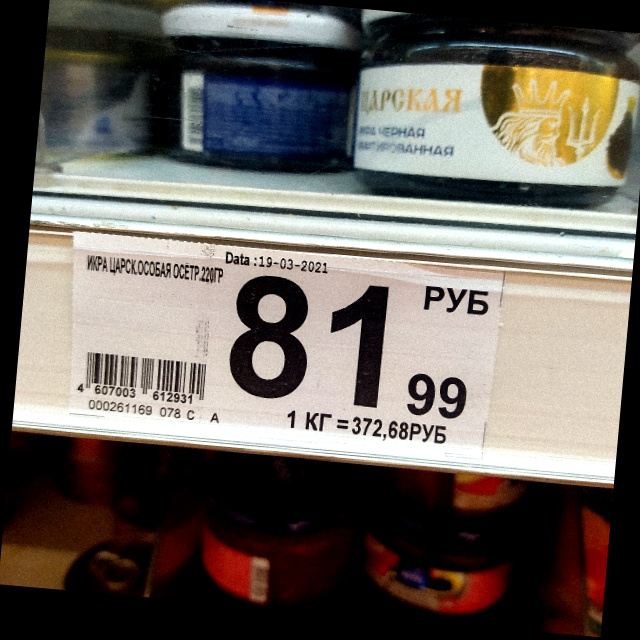 ЦАРСКАЯ
ИКРА ЧЕРНАЯ
ИМИТИРОВАННАЯ
ИКРА ЦАРСК.ОСОБАЯ ОСЕТР.220ГР
Data :19-03-2021
81 99
РУБ
4 607003 612931
000261169 078 C A
1 КГ =372,68РУБ